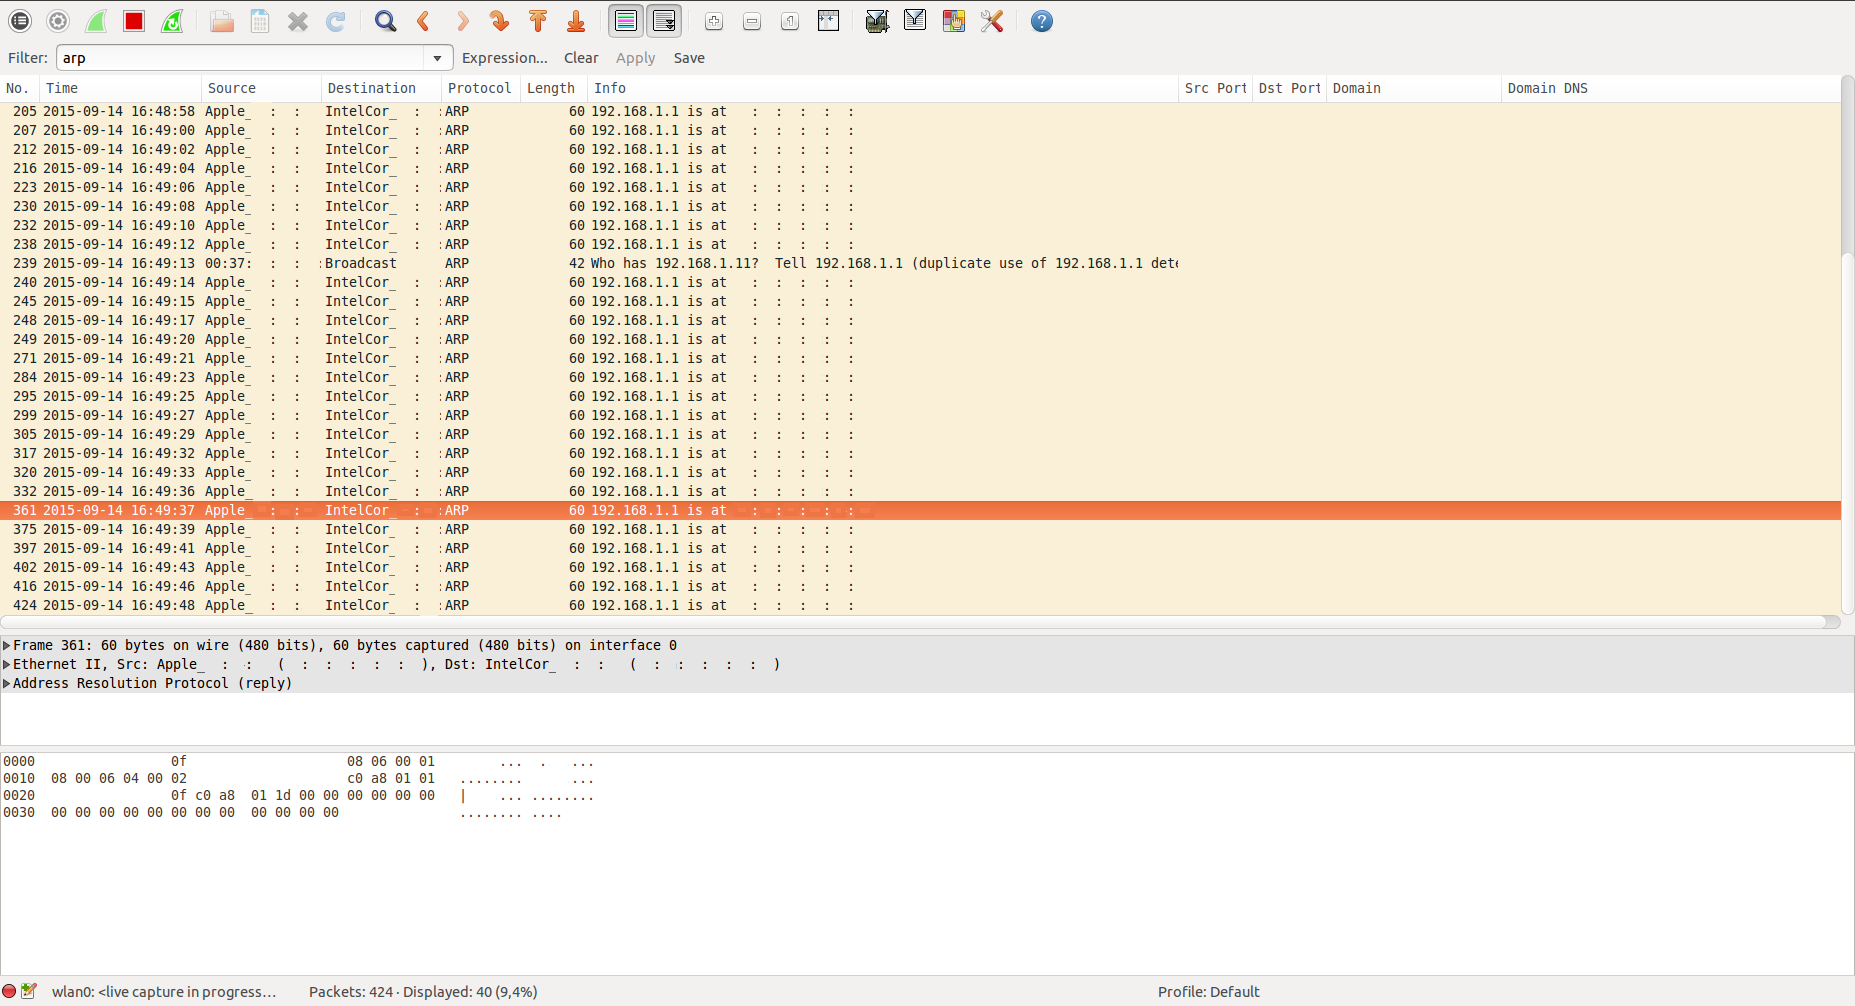 Filter: arp Expression... Clear Apply Save
No. Time Source Destination Protocol Length Info Src Port Dst Port Domain Domain DNS
205 2015-09-14 16:48:58 Apple_ : : IntelCor_ : : ARP 60 192.168.1.1 is at : : : : :
207 2015-09-14 16:49:00 Apple_ : : IntelCor_ : : ARP 60 192.168.1.1 is at : : : : :
212 2015-09-14 16:49:02 Apple_ : : IntelCor_ : : ARP 60 192.168.1.1 is at : : : : :
216 2015-09-14 16:49:04 Apple_ : : IntelCor_ : : ARP 60 192.168.1.1 is at : : : : :
223 2015-09-14 16:49:06 Apple_ : : IntelCor_ : : ARP 60 192.168.1.1 is at : : : : :
230 2015-09-14 16:49:08 Apple_ : : IntelCor_ : : ARP 60 192.168.1.1 is at : : : : :
232 2015-09-14 16:49:10 Apple_ : : IntelCor_ : : ARP 60 192.168.1.1 is at : : : : :
238 2015-09-14 16:49:12 Apple_ : : IntelCor_ : : ARP 60 192.168.1.1 is at : : : : :
239 2015-09-14 16:49:13 00:37: : : : Broadcast ARP 42 Who has 192.168.1.11? Tell 192.168.1.1 (duplicate use of 192.168.1.1 dete
240 2015-09-14 16:49:14 Apple_ : : IntelCor_ : : ARP 60 192.168.1.1 is at : : : : :
245 2015-09-14 16:49:15 Apple_ : : IntelCor_ : : ARP 60 192.168.1.1 is at : : : : :
248 2015-09-14 16:49:17 Apple_ : : IntelCor_ : : ARP 60 192.168.1.1 is at : : : : :
249 2015-09-14 16:49:20 Apple_ : : IntelCor_ : : ARP 60 192.168.1.1 is at : : : : :
271 2015-09-14 16:49:21 Apple_ : : IntelCor_ : : ARP 60 192.168.1.1 is at : : : : :
284 2015-09-14 16:49:23 Apple_ : : IntelCor_ : : ARP 60 192.168.1.1 is at : : : : :
295 2015-09-14 16:49:25 Apple_ : : IntelCor_ : : ARP 60 192.168.1.1 is at : : : : :
299 2015-09-14 16:49:27 Apple_ : : IntelCor_ : : ARP 60 192.168.1.1 is at : : : : :
305 2015-09-14 16:49:29 Apple_ : : IntelCor_ : : ARP 60 192.168.1.1 is at : : : : :
317 2015-09-14 16:49:32 Apple_ : : IntelCor_ : : ARP 60 192.168.1.1 is at : : : : :
320 2015-09-14 16:49:33 Apple_ : : IntelCor_ : : ARP 60 192.168.1.1 is at : : : : :
332 2015-09-14 16:49:36 Apple_ : : IntelCor_ : : ARP 60 192.168.1.1 is at : : : : :
361 2015-09-14 16:49:37 Apple_ : : IntelCor_ : : ARP 60 192.168.1.1 is at : : : : :
375 2015-09-14 16:49:39 Apple_ : : IntelCor_ : : ARP 60 192.168.1.1 is at : : : : :
397 2015-09-14 16:49:41 Apple_ : : IntelCor_ : : ARP 60 192.168.1.1 is at : : : : :
402 2015-09-14 16:49:43 Apple_ : : IntelCor_ : : ARP 60 192.168.1.1 is at : : : : :
416 2015-09-14 16:49:46 Apple_ : : IntelCor_ : : ARP 60 192.168.1.1 is at : : : : :
424 2015-09-14 16:49:48 Apple_ : : IntelCor_ : : ARP 60 192.168.1.1 is at : : : : :
Frame 361: 60 bytes on wire (480 bits), 60 bytes captured (480 bits) on interface 0
Ethernet II, Src: Apple_ : : ( : : : : : ), Dst: IntelCor_ : : ( : : : : : )
Address Resolution Protocol (reply)
0000 0f 08 06 00 01 ... . ...
0010 08 00 06 04 00 02 c0 a8 01 01 ........ ...
0020 0f c0 a8 01 1d 00 00 00 00 00 00 | ... ........
0030 00 00 00 00 00 00 00 00 00 00 00 00 ........ ....
wlan0: <live capture in progress... Packets: 424 · Displayed: 40 (9,4%) Profile: Default